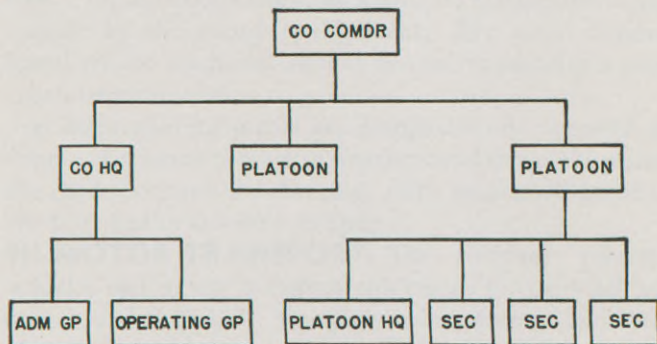 CO COMDR
CO HQ
PLATOON
PLATOON
ADM GP
OPERATING GP
PLATOON HQ
SEC
SEC
SEC